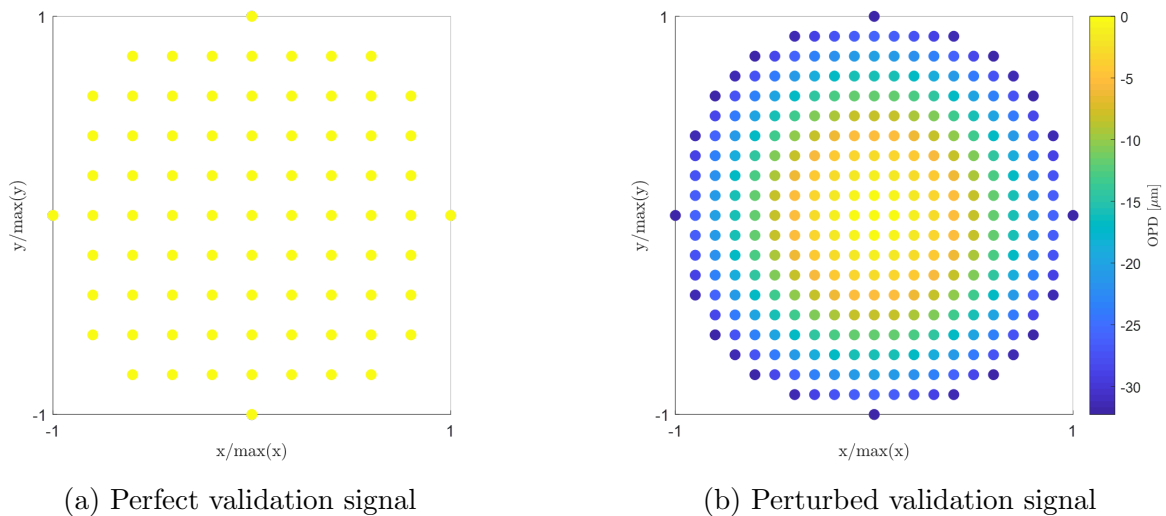 1
y/max(y)
-1
-1
1
x/max(x)
(a) Perfect validation signal
1
y/max(y)
-1
-1
1
x/max(x)
0
-5
-10
-15
-20
-25
-30
OPD [μm]
(b) Perturbed validation signal